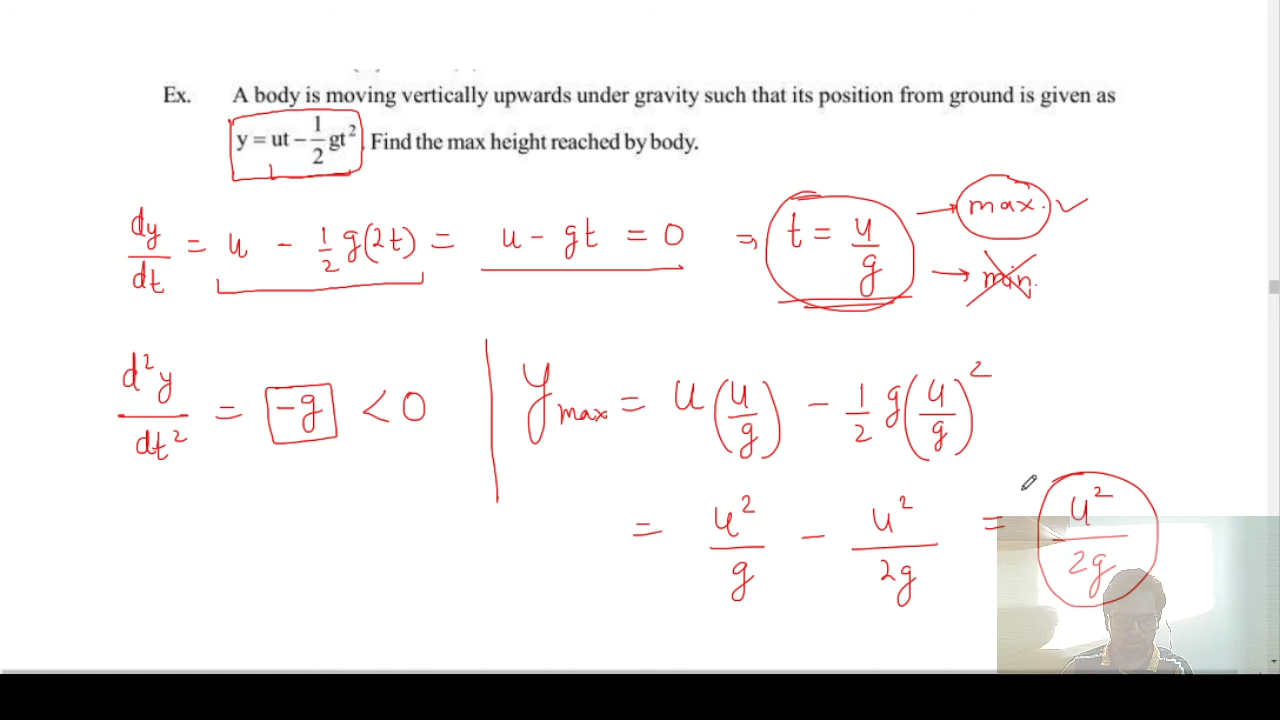 Ex. A body is moving vertically upwards under gravity such that its position from ground is given as
y = ut − 1/2 gt² Find the max height reached by body.
dy/dt = u − 1/2 g(2t) = u − gt = 0 ⇒ t = u/g → max. ✓
→ min.
d²y/dt² = −g < 0
y max = u(u/g) − 1/2 g(u/g)²
= u²/g − u²/2g = u²/2g